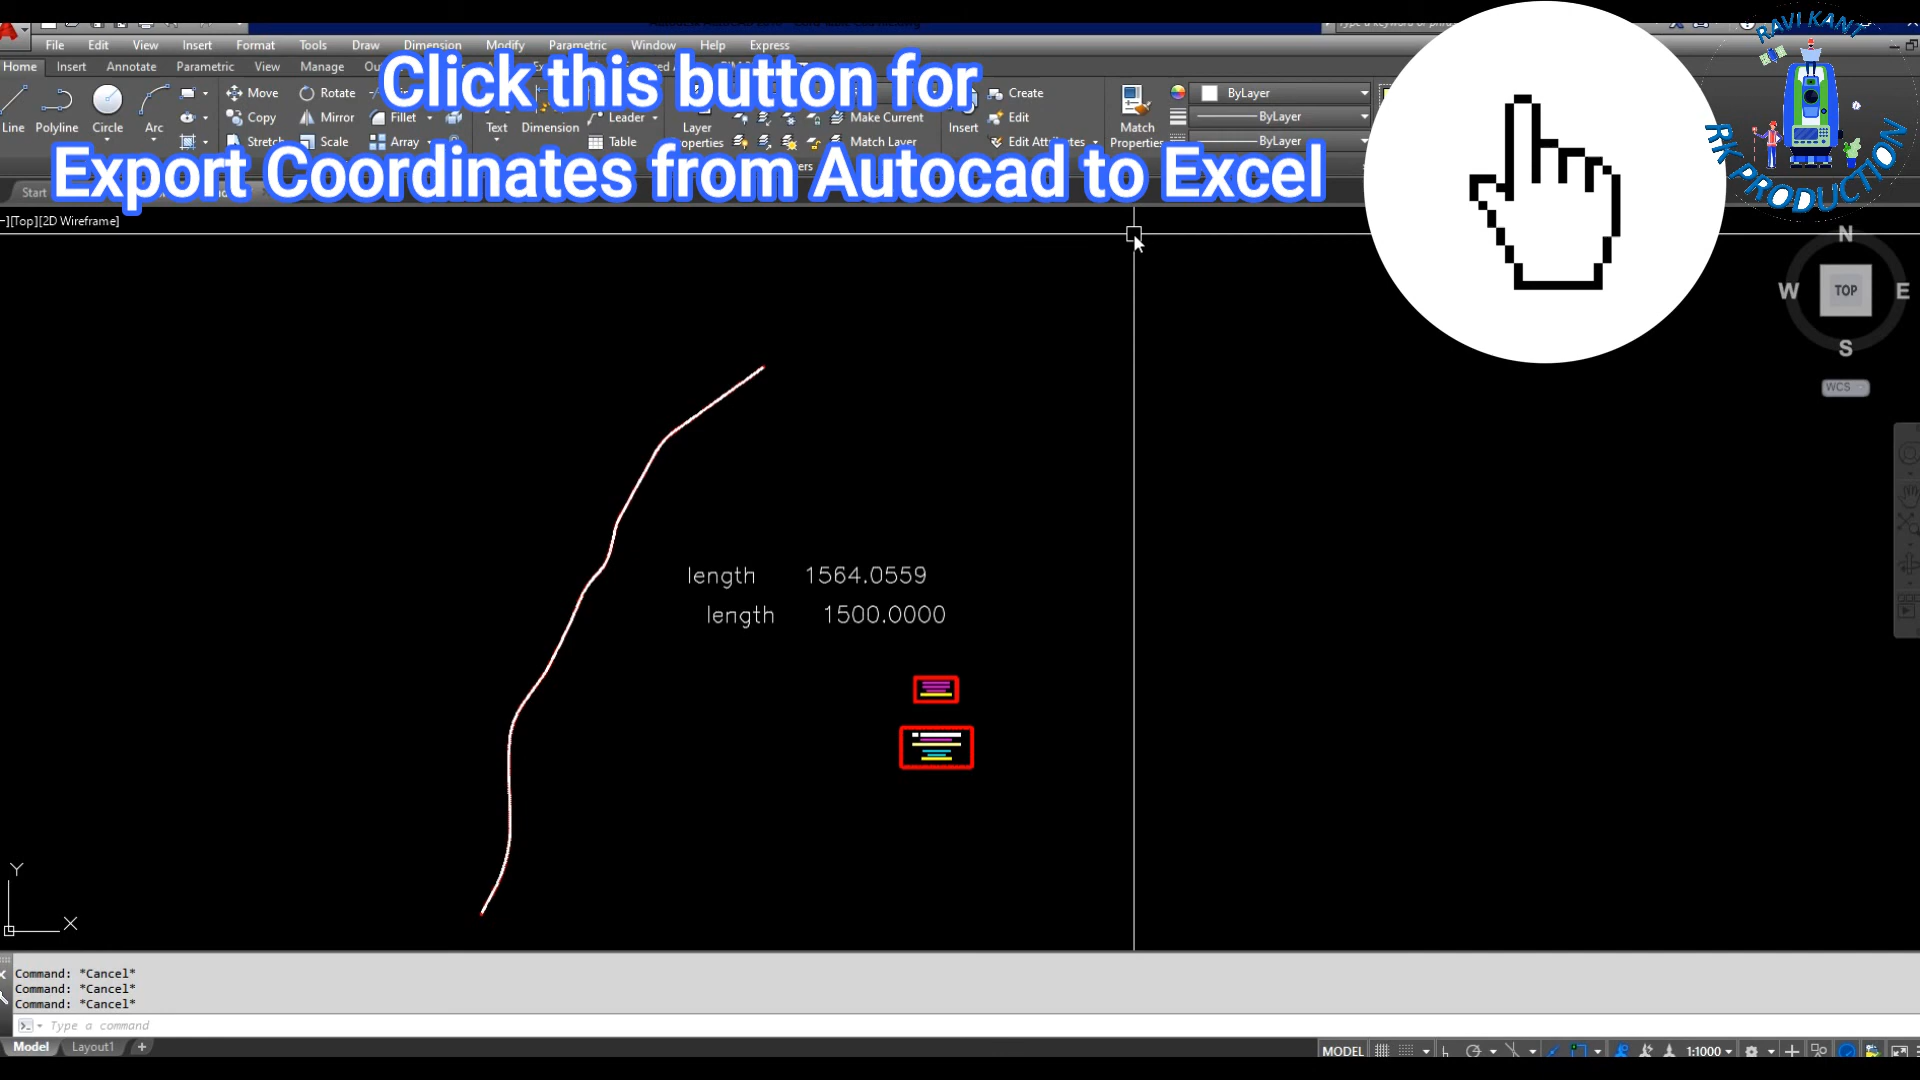 File Edit View Insert Format Tools Draw Dimension Modify Parametric Window Help Express
Home Insert Annotate Parametric View Manage
Click this button for
Export Coordinates from Autocad to Excel
Line Polyline Circle Arc
Move Rotate
Copy Mirror Fillet
Stretch Scale Array
Text Dimension
Leader
Table
Layer
Properties
Make Current
Match Layer
Insert
Create
Edit
Edit Attributes
Match
Properties
ByLayer
ByLayer
ByLayer
RAVI KANT
RK PRODUCTION
Start
[Top][2D Wireframe]
N
W TOP E
S
WCS
length 1564.0559
length 1500.0000
Y
X
Command: *Cancel*
Command: *Cancel*
Command: *Cancel*
Type a command
Model Layout1 +
MODEL 1:1000